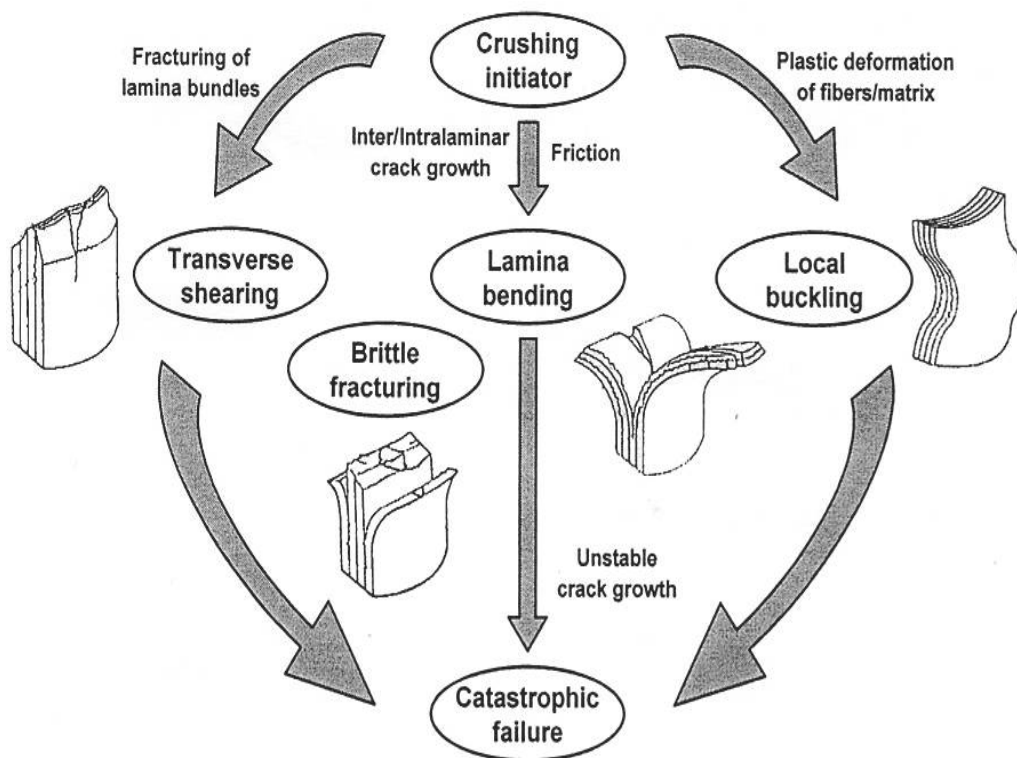 Crushing
initiator
Fracturing of
lamina bundles
Plastic deformation
of fibers/matrix
Inter/Intralaminar
crack growth
Friction
Transverse
shearing
Lamina
bending
Local
buckling
Brittle
fracturing
Unstable
crack growth
Catastrophic
failure